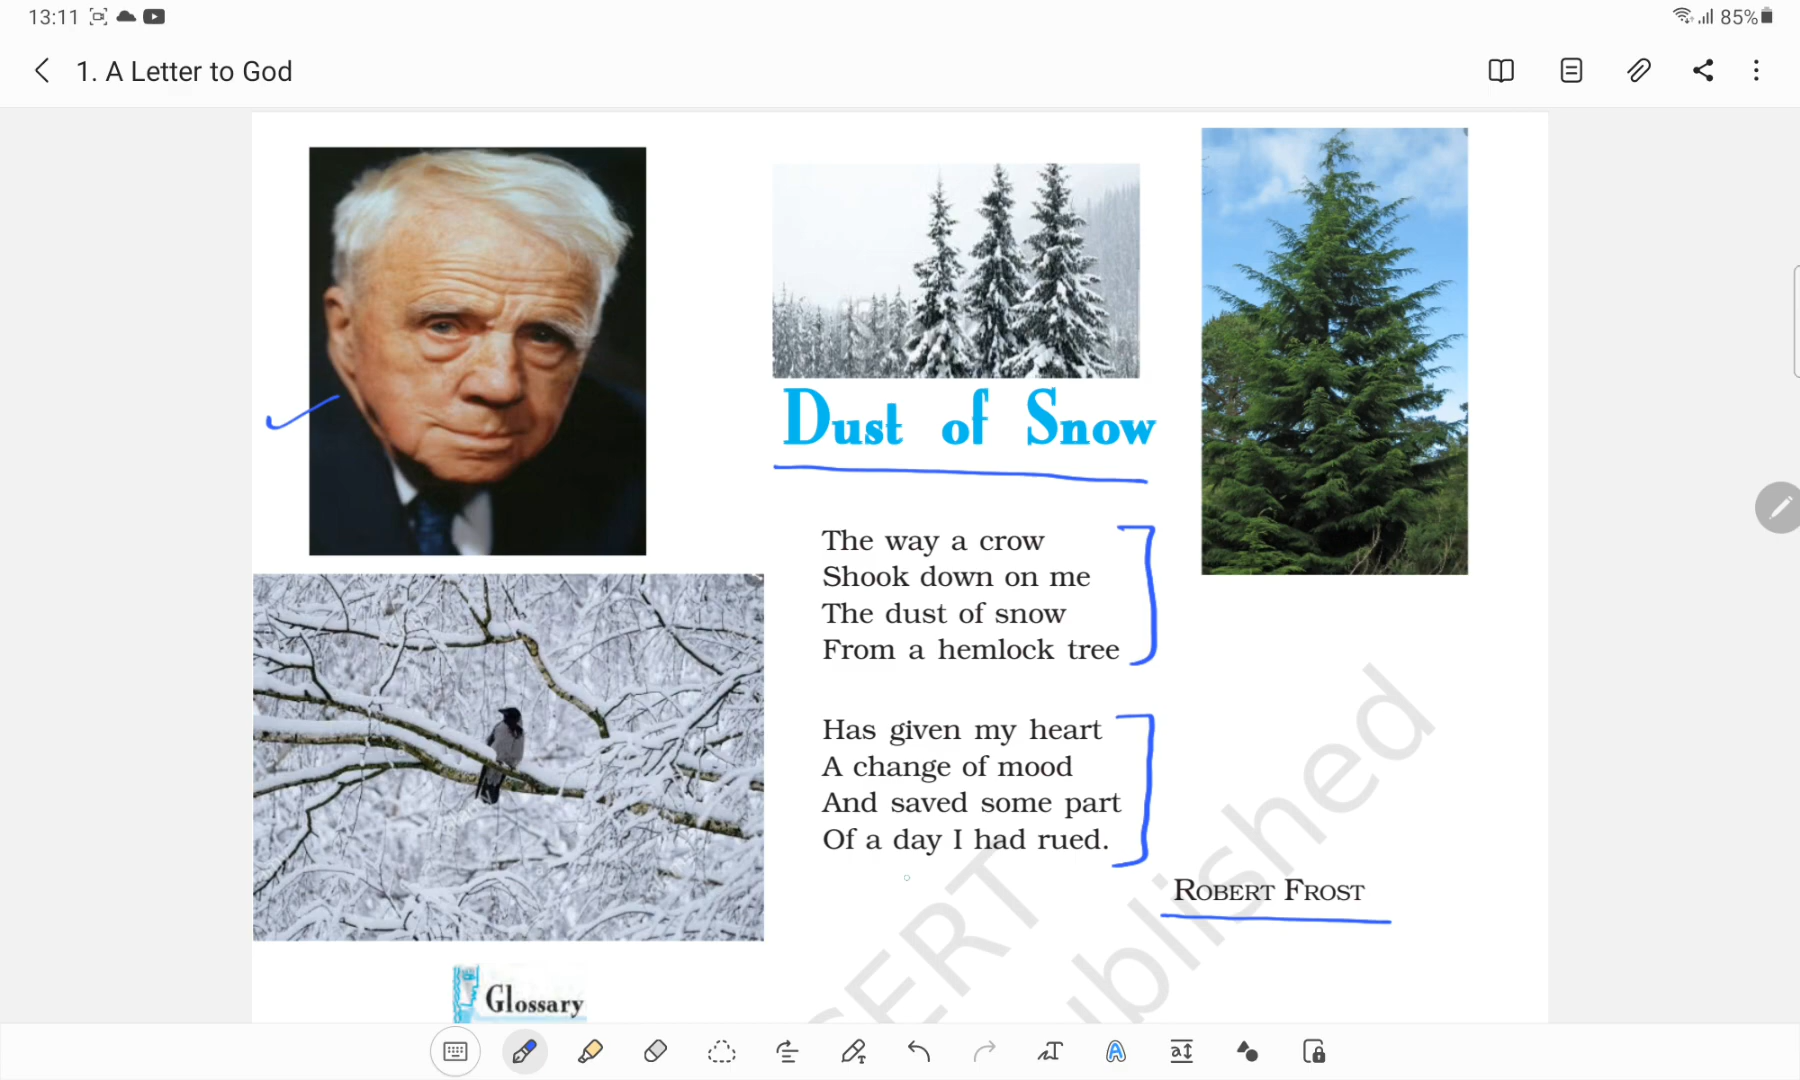 13:11
85%
1. A Letter to God
Dust of Snow
The way a crow
Shook down on me
The dust of snow
From a hemlock tree
Has given my heart
A change of mood
And saved some part
Of a day I had rued.
ROBERT FROST
Glossary